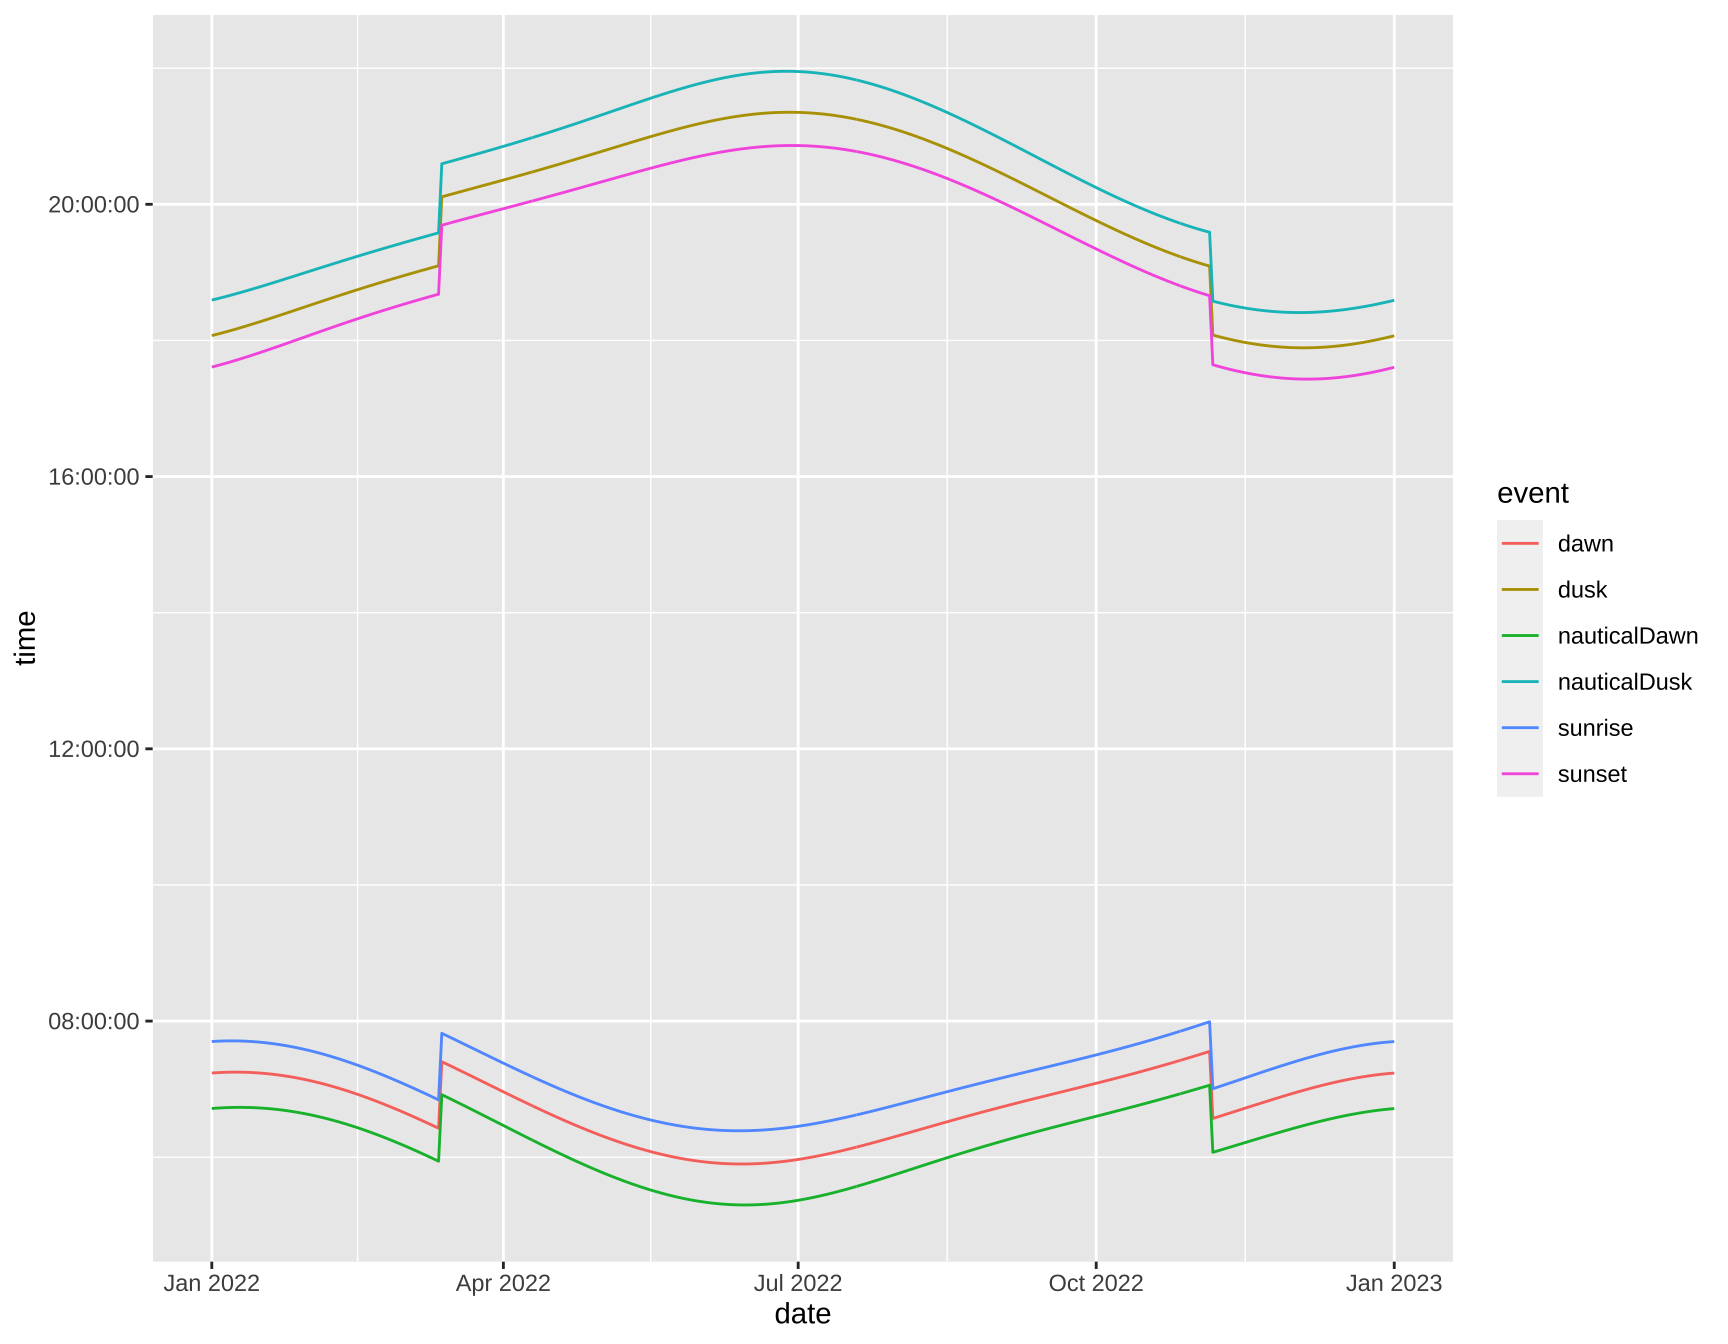 20:00:00
16:00:00
12:00:00
08:00:00
time
Jan 2022
Apr 2022
Jul 2022
Oct 2022
Jan 2023
date
event
dawn
dusk
nauticalDawn
nauticalDusk
sunrise
sunset